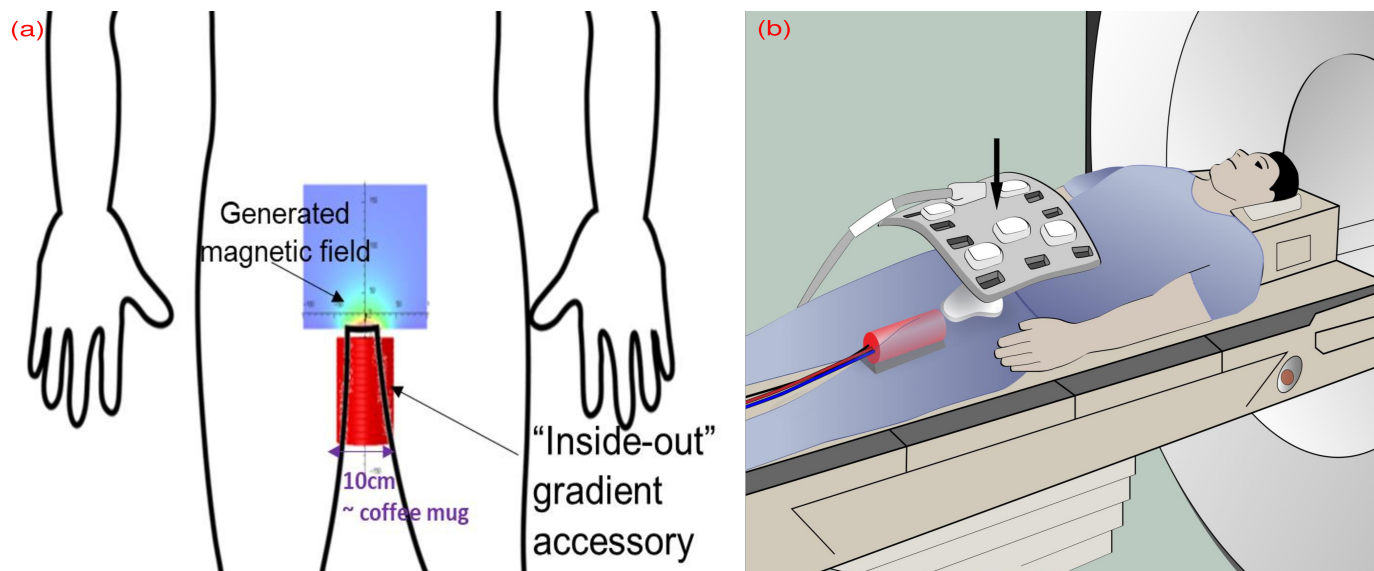 (a)
Generated
magnetic field
10cm
~ coffee mug
“Inside-out”
gradient
accessory
(b)